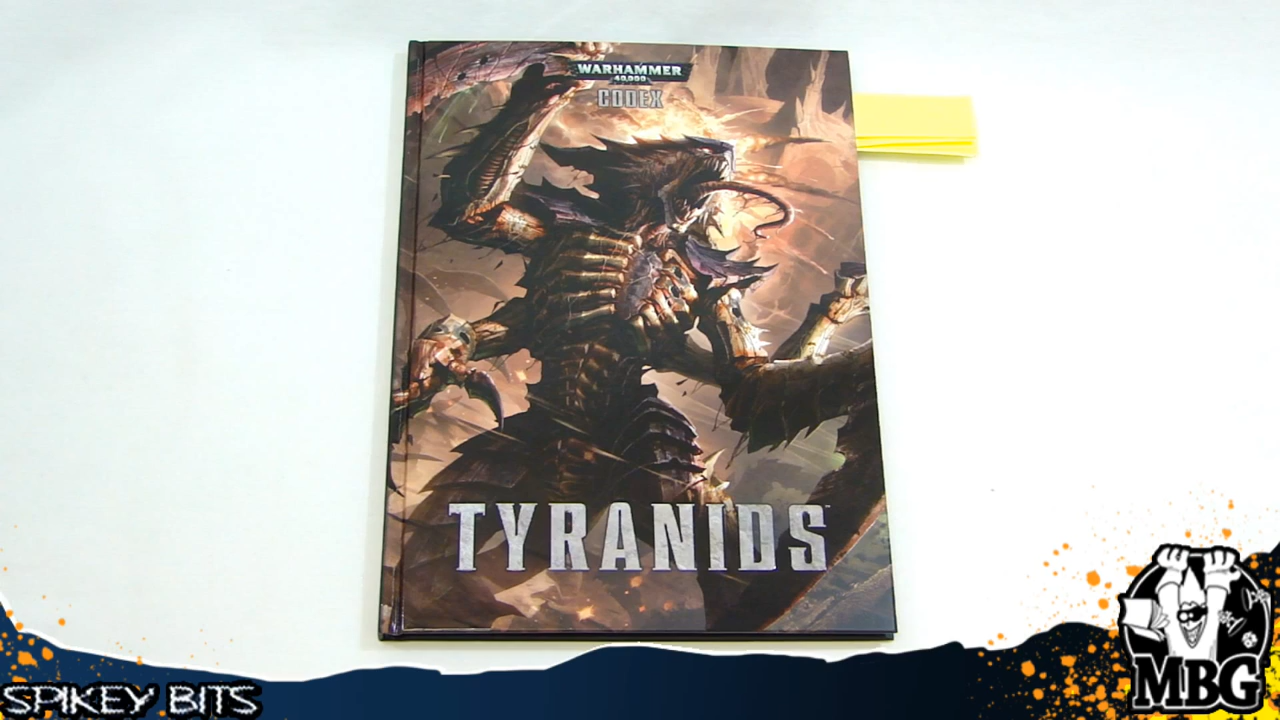 WARHAMMER
40,000
CODEX
TYRANIDS
SPIKEY BITS
MBG